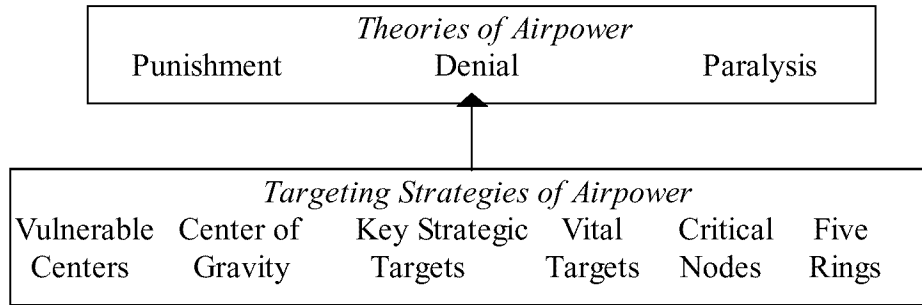 Theories of Airpower
Punishment Denial Paralysis
Targeting Strategies of Airpower
Vulnerable Center of Key Strategic Vital Critical Five
Centers Gravity Targets Targets Nodes Rings